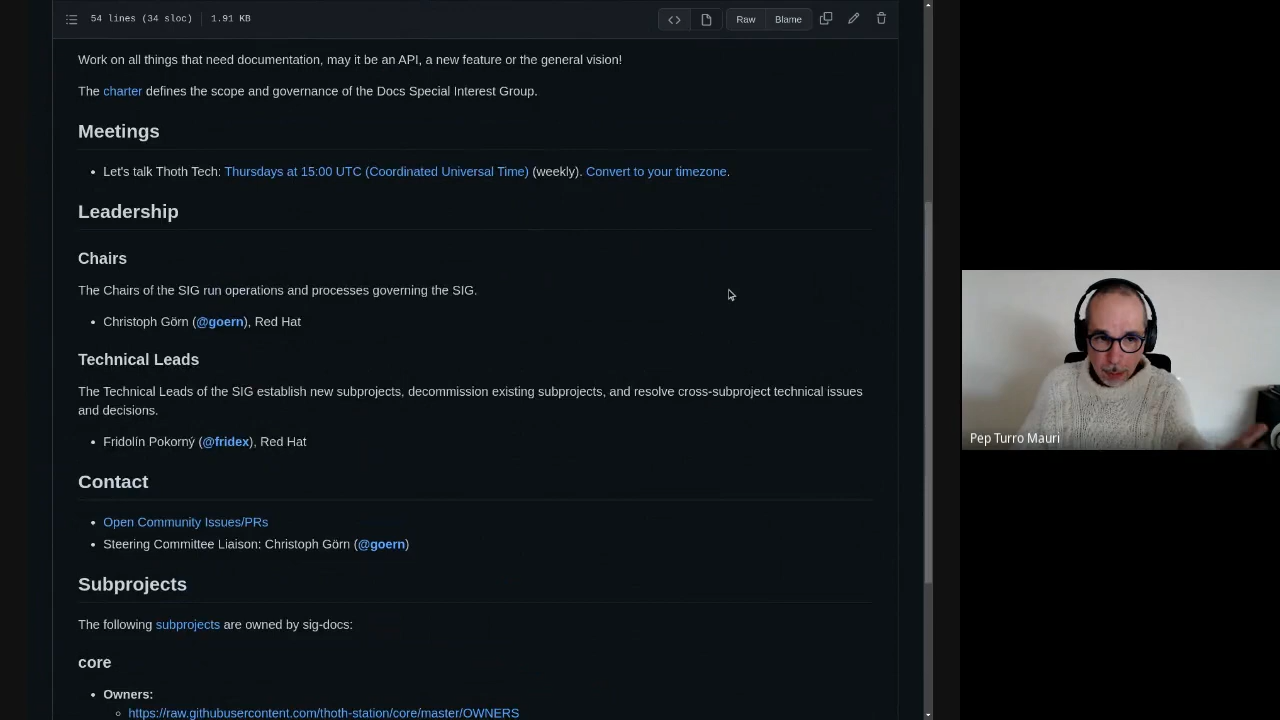 54 lines (34 sloc) 1.91 KB Raw Blame
Work on all things that need documentation, may it be an API, a new feature or the general vision!
The charter defines the scope and governance of the Docs Special Interest Group.
Meetings
Let's talk Thoth Tech: Thursdays at 15:00 UTC (Coordinated Universal Time) (weekly). Convert to your timezone.
Leadership
Chairs
The Chairs of the SIG run operations and processes governing the SIG.
Christoph Görn (@goern), Red Hat
Technical Leads
The Technical Leads of the SIG establish new subprojects, decommission existing subprojects, and resolve cross-subproject technical issues
and decisions.
Fridolín Pokorný (@fridex), Red Hat
Contact
Open Community Issues/PRs
Steering Committee Liaison: Christoph Görn (@goern)
Subprojects
The following subprojects are owned by sig-docs:
core
Owners:
https://raw.githubusercontent.com/thoth-station/core/master/OWNERS
Pep Turro Mauri